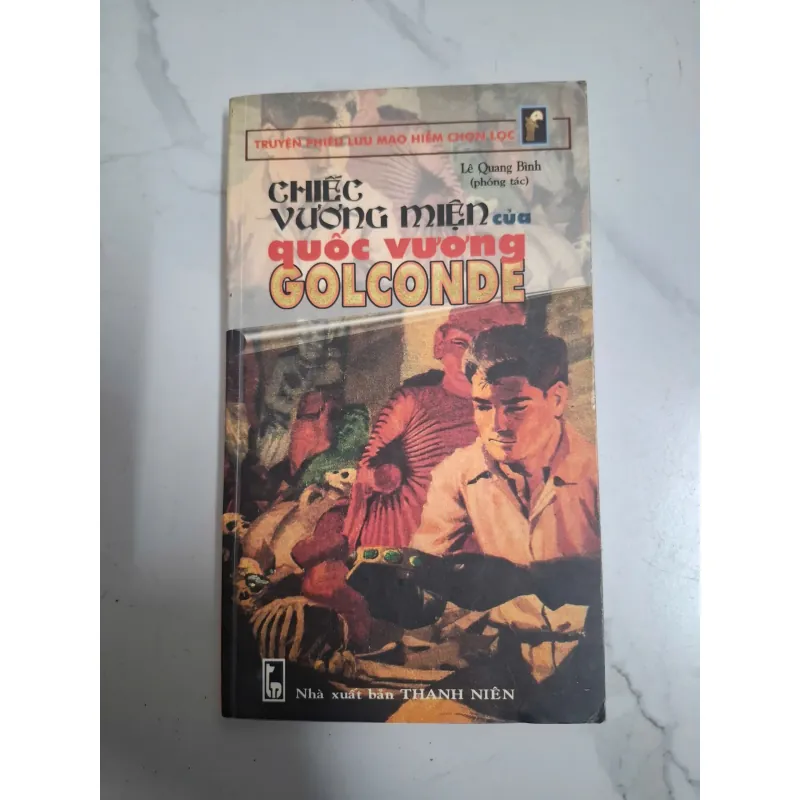 TRUYỆN PHIÊU LƯU MẠO HIỂM CHỌN LỌC
Lê Quang Bình
(phóng tác)
CHIẾC
VƯƠNG MIỆN của
quốc vương
GOLCONDE
Nhà xuất bản THANH NIÊN